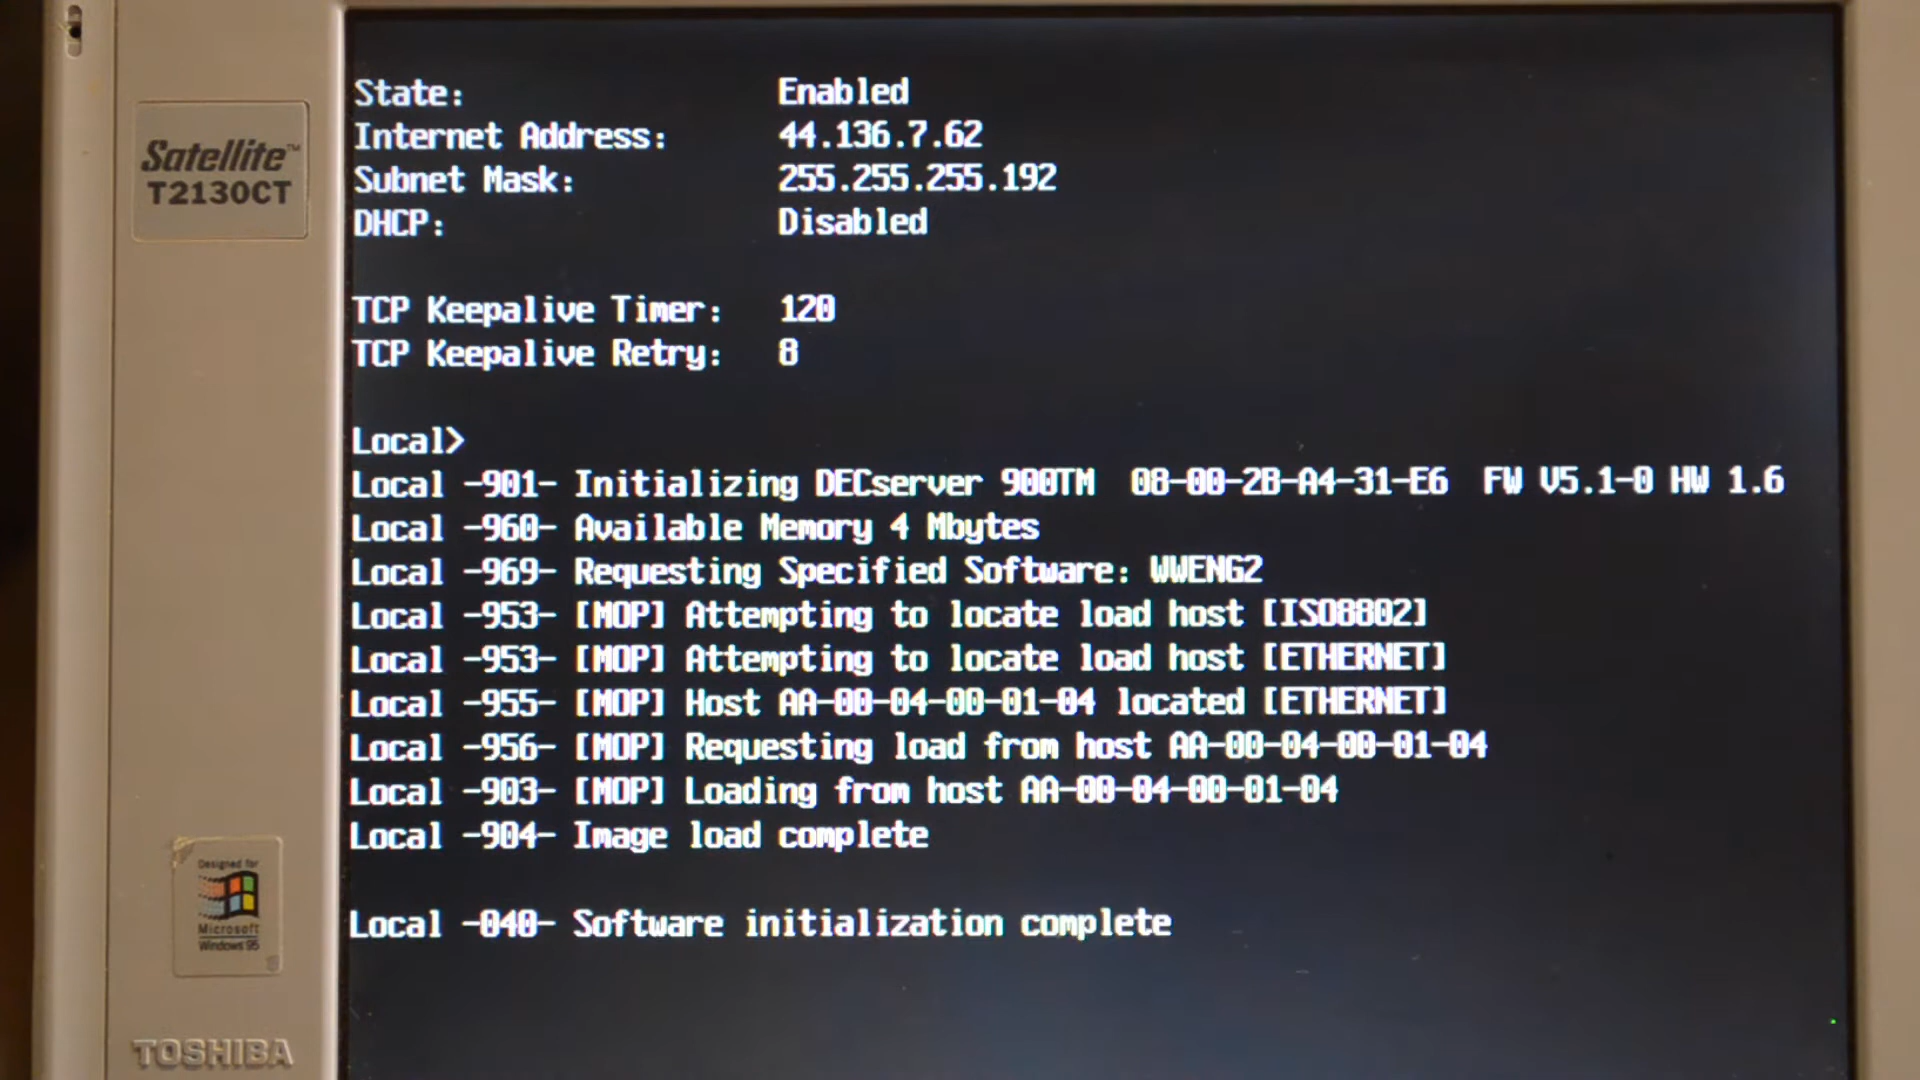 Satellite™
T2130CT
State: Enabled
Internet Address: 44.136.7.62
Subnet Mask: 255.255.255.192
DHCP: Disabled
TCP Keepalive Timer: 120
TCP Keepalive Retry: 8
Local>
Local -901- Initializing DECserver 900TM 08-00-2B-A4-31-E6 FW V5.1-0 HW 1.6
Local -960- Available Memory 4 Mbytes
Local -969- Requesting Specified Software: WWENG2
Local -953- [MOP] Attempting to locate load host [ISO8802]
Local -953- [MOP] Attempting to locate load host [ETHERNET]
Local -955- [MOP] Host AA-00-04-00-01-04 located [ETHERNET]
Local -956- [MOP] Requesting load from host AA-00-04-00-01-04
Local -903- [MOP] Loading from host AA-00-04-00-01-04
Local -904- Image load complete
Local -040- Software initialization complete
Designed for
Microsoft
Windows 95
TOSHIBA